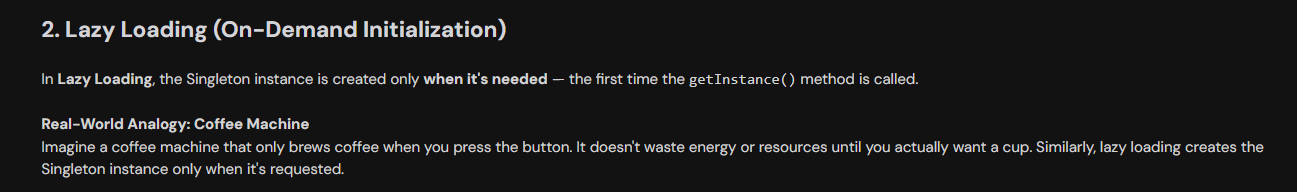 2. Lazy Loading (On-Demand Initialization)
In Lazy Loading, the Singleton instance is created only when it's needed — the first time the getInstance() method is called.
Real-World Analogy: Coffee Machine
Imagine a coffee machine that only brews coffee when you press the button. It doesn't waste energy or resources until you actually want a cup. Similarly, lazy loading creates the
Singleton instance only when it's requested.